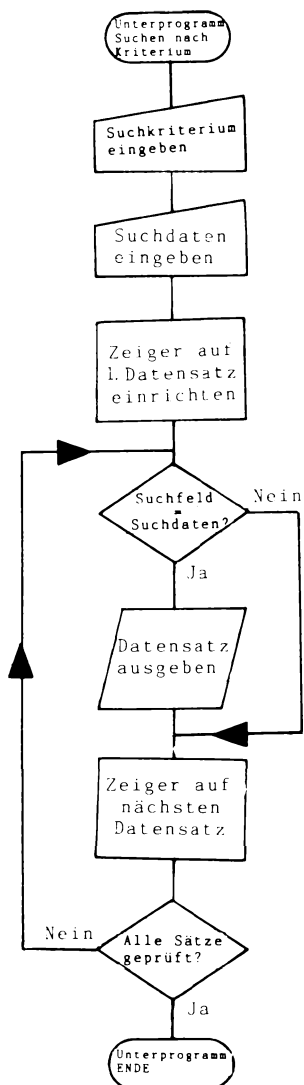 Unterprogramm
Suchen nach
Kriterium
Suchkriterium
eingeben
Suchdaten
eingeben
Zeiger auf
1. Datensatz
einrichten
Suchfeld
=
Suchdaten?
Nein
Ja
Datensatz
ausgeben
Zeiger auf
nächsten
Datensatz
Nein
Alle Sätze
geprüft?
Ja
Unterprogramm
ENDE